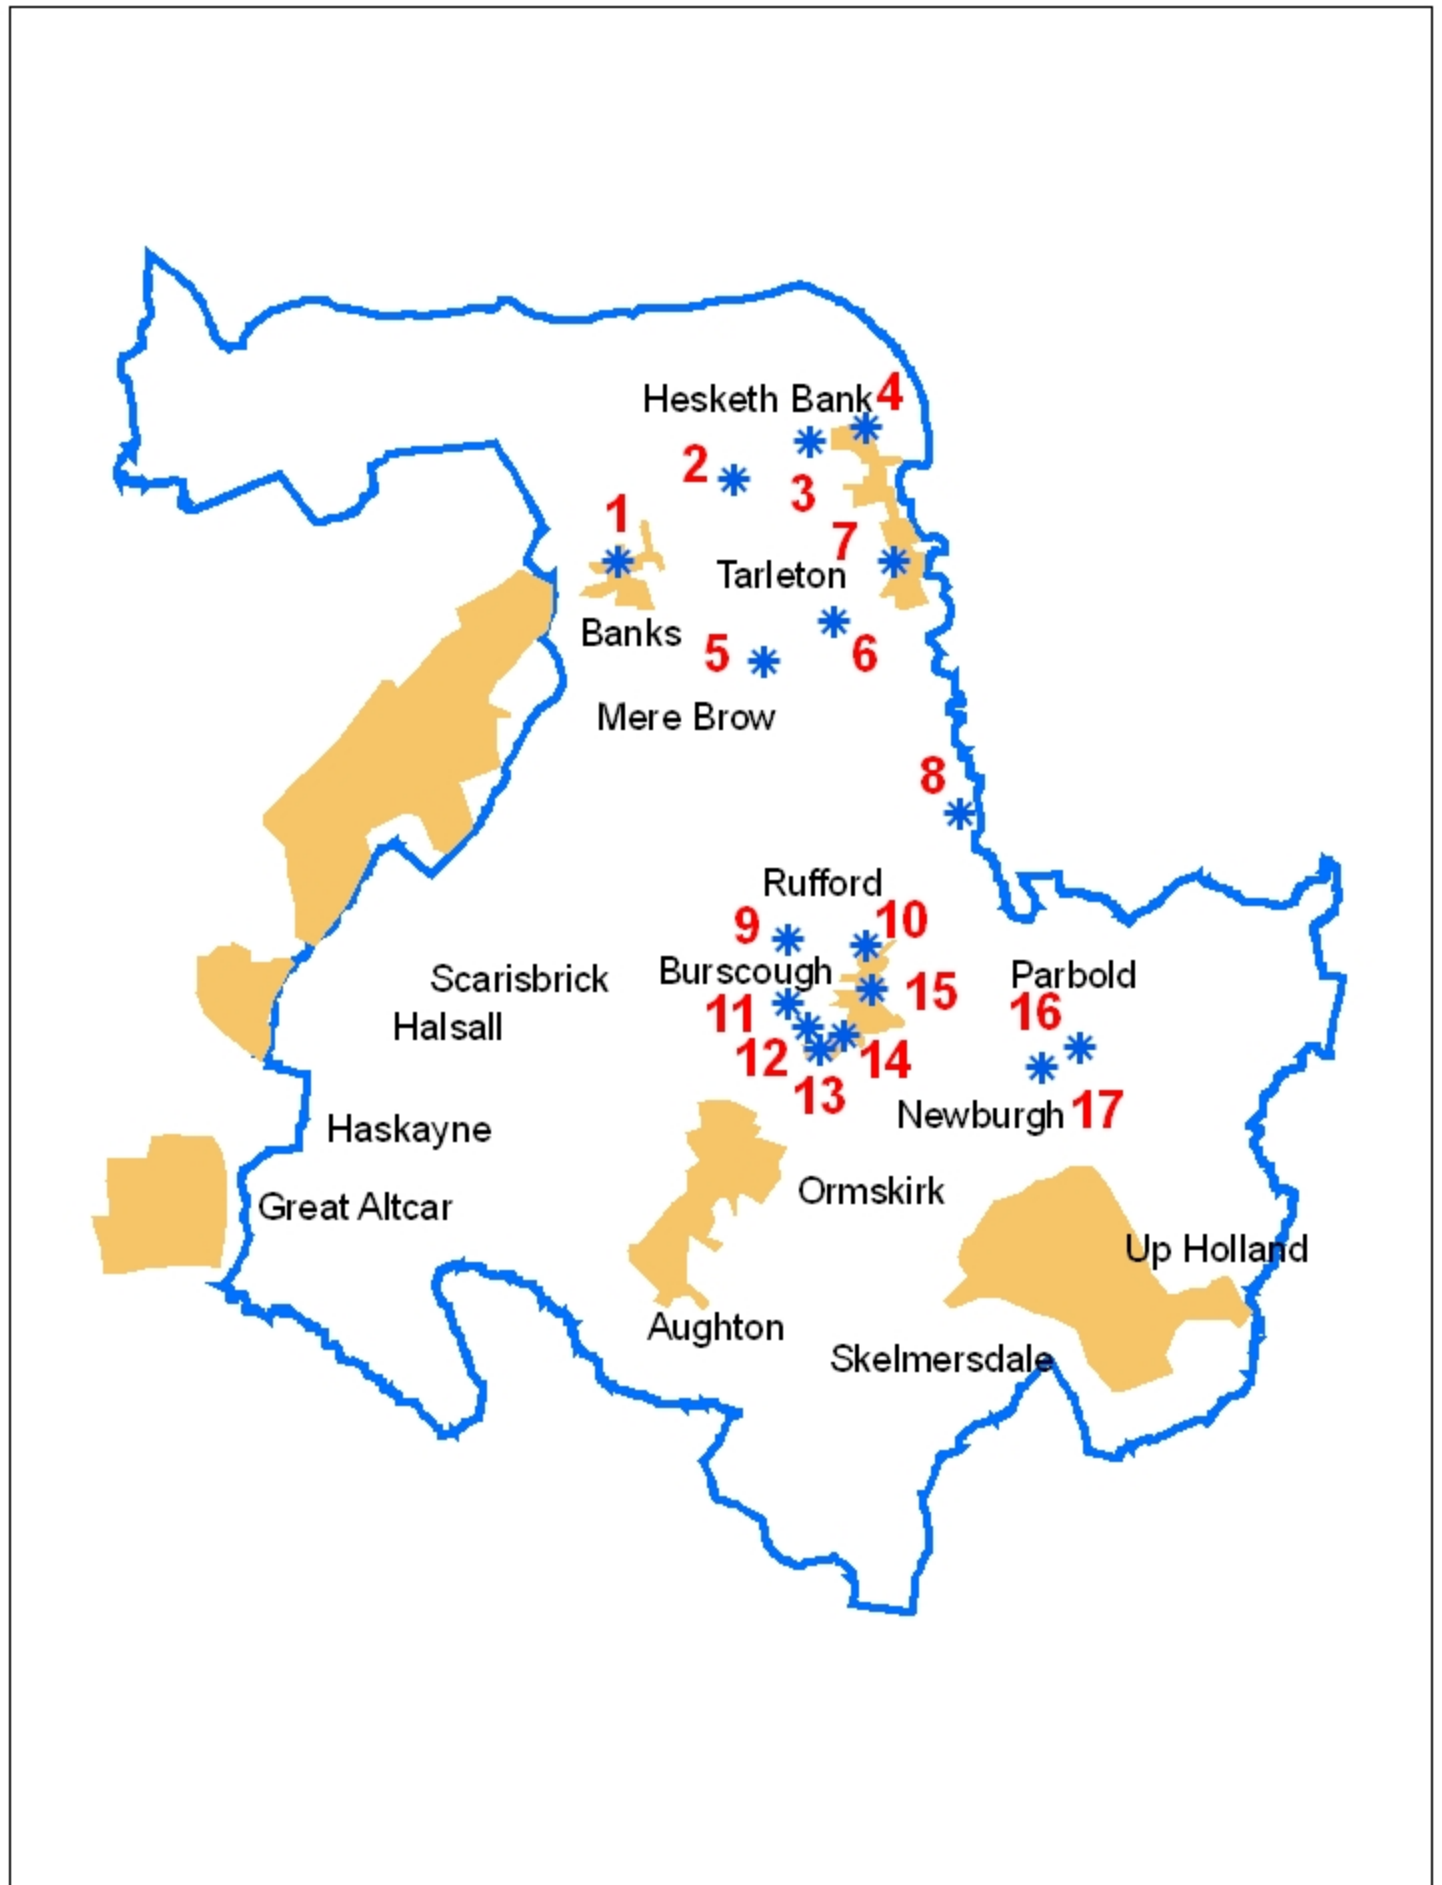 Hesketh Bank
4
2
3
1
7
Tarleton
Banks
5
6
Mere Brow
8
Rufford
9
10
Scarisbrick
Burscough
Parbold
15
11
16
Halsall
12
14
13
Newburgh
17
Haskayne
Ormskirk
Great Altcar
Up Holland
Aughton
Skelmersdale